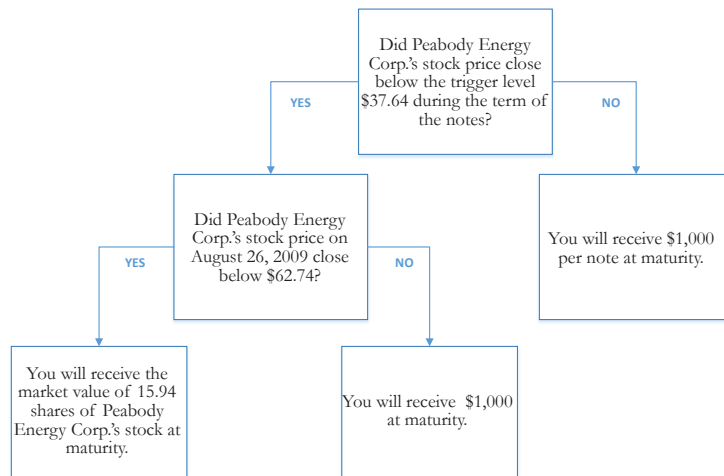 Did Peabody Energy
Corp.'s stock price close
below the trigger level
$37.64 during the term of
the notes?
YES
NO
Did Peabody Energy
Corp.'s stock price on
August 26, 2009 close
below $62.74?
You will receive $1,000
per note at maturity.
YES
NO
You will receive the
market value of 15.94
shares of Peabody
Energy Corp.'s stock at
maturity.
You will receive $1,000
at maturity.